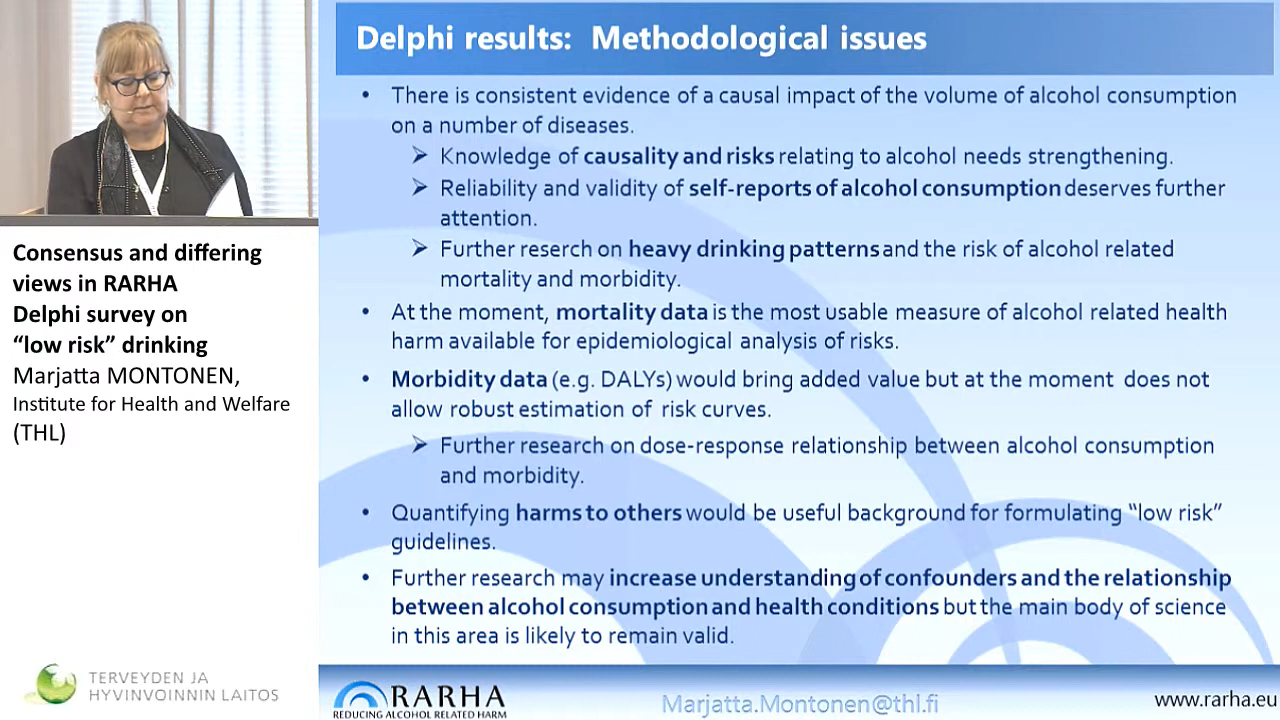 Delphi results: Methodological issues
• There is consistent evidence of a causal impact of the volume of alcohol consumption
on a number of diseases.
➢ Knowledge of causality and risks relating to alcohol needs strengthening.
➢ Reliability and validity of self-reports of alcohol consumption deserves further
attention.
➢ Further reserch on heavy drinking patterns and the risk of alcohol related
mortality and morbidity.
• At the moment, mortality data is the most usable measure of alcohol related health
harm available for epidemiological analysis of risks.
• Morbidity data (e.g. DALYs) would bring added value but at the moment does not
allow robust estimation of risk curves.
➢ Further research on dose-response relationship between alcohol consumption
and morbidity.
• Quantifying harms to others would be useful background for formulating “low risk”
guidelines.
• Further research may increase understanding of confounders and the relationship
between alcohol consumption and health conditions but the main body of science
in this area is likely to remain valid.
Consensus and differing
views in RARHA
Delphi survey on
“low risk” drinking
Marjatta MONTONEN,
Institute for Health and Welfare
(THL)
TERVEYDEN JA
HYVINVOINNIN LAITOS
RARHA
REDUCING ALCOHOL RELATED HARM
Marjatta.Montonen@thl.fi
www.rarha.eu